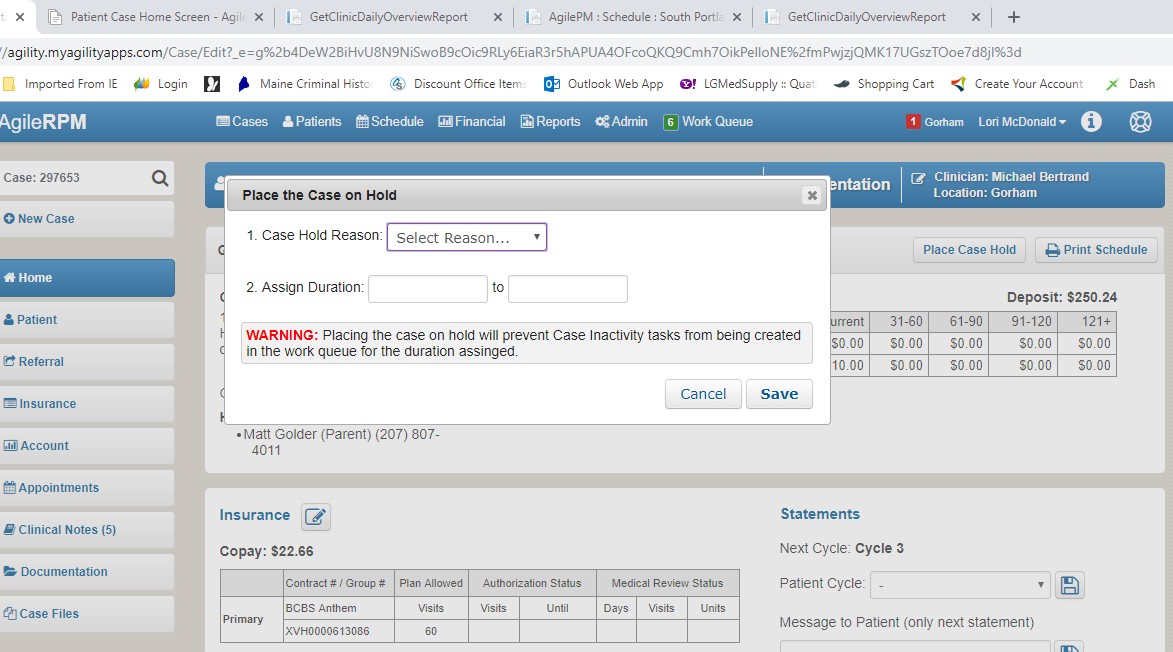 Patient Case Home Screen - Agile
GetClinicDailyOverviewReport
AgilePM : Schedule : South Portla
GetClinicDailyOverviewReport
//agility.myagilityapps.com/Case/Edit?_e=g%2b4DeW2BiHvU8N9NiSwoB9cOic9RLy6EiaR3r5hAPUA4OFcoQKQ9Cmh7OikPelloNE%2fmPwjzjQMK17UGszTOoe7d8jI%3d
Imported From IE Login Maine Criminal Histo Discount Office Items Outlook Web App LGMedSupply :: Quat Shopping Cart Create Your Account Dash
AgileRPM Cases Patients Schedule Financial Reports Admin 6 Work Queue 1 Gorham Lori McDonald
Case: 297653
New Case
Home
Patient
Referral
Insurance
Account
Appointments
Clinical Notes (5)
Documentation
Case Files
entation
Clinician: Michael Bertrand
Location: Gorham
Place the Case on Hold
1. Case Hold Reason: Select Reason...
2. Assign Duration: to
WARNING: Placing the case on hold will prevent Case Inactivity tasks from being created
in the work queue for the duration assinged.
Cancel Save
Place Case Hold Print Schedule
Deposit: $250.24
urrent 31-60 61-90 91-120 121+
$0.00 $0.00 $0.00 $0.00 $0.00
10.00 $0.00 $0.00 $0.00 $0.00
• Matt Golder (Parent) (207) 807-
4011
Insurance
Copay: $22.66
Contract # / Group # Plan Allowed Authorization Status Medical Review Status
Primary BCBS Anthem Visits Visits Until Days Visits Units
XVH0000613086 60
Statements
Next Cycle: Cycle 3
Patient Cycle: -
Message to Patient (only next statement)